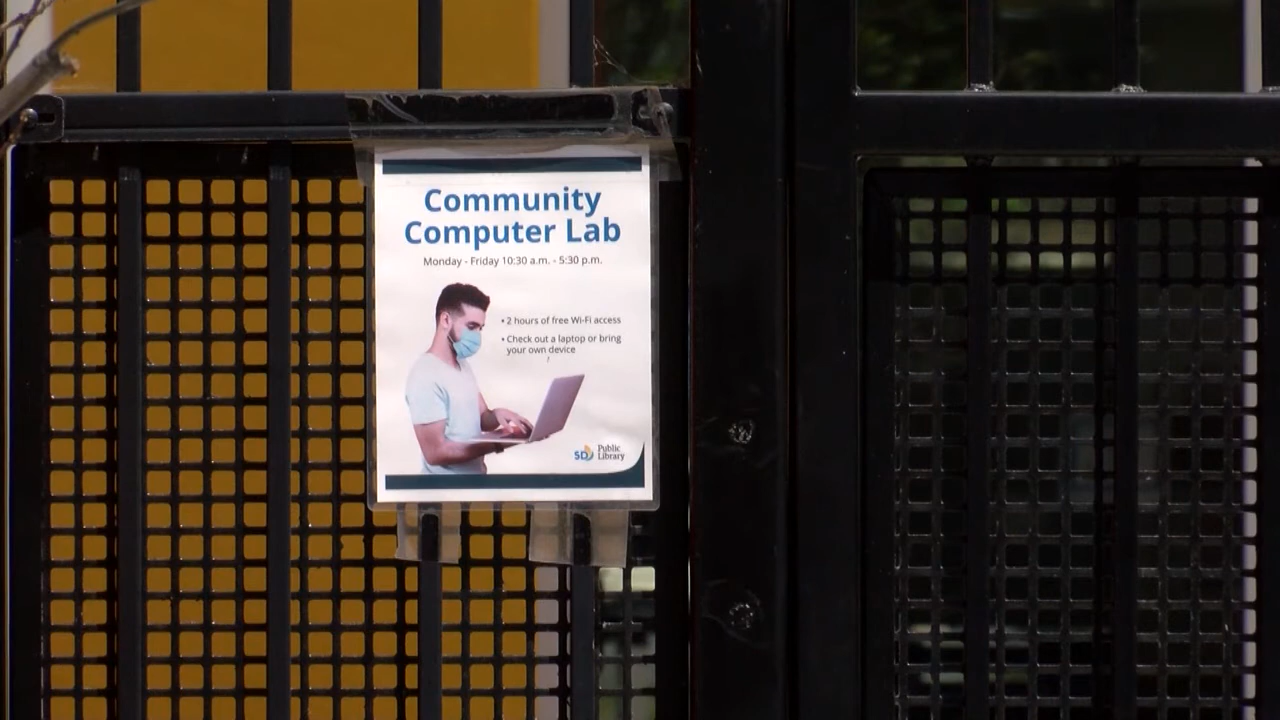 Community
Computer Lab
Monday - Friday 10:30 a.m. - 5:30 p.m.
• 2 hours of free Wi-Fi access
• Check out a laptop or bring
your own device
SD Public
Library